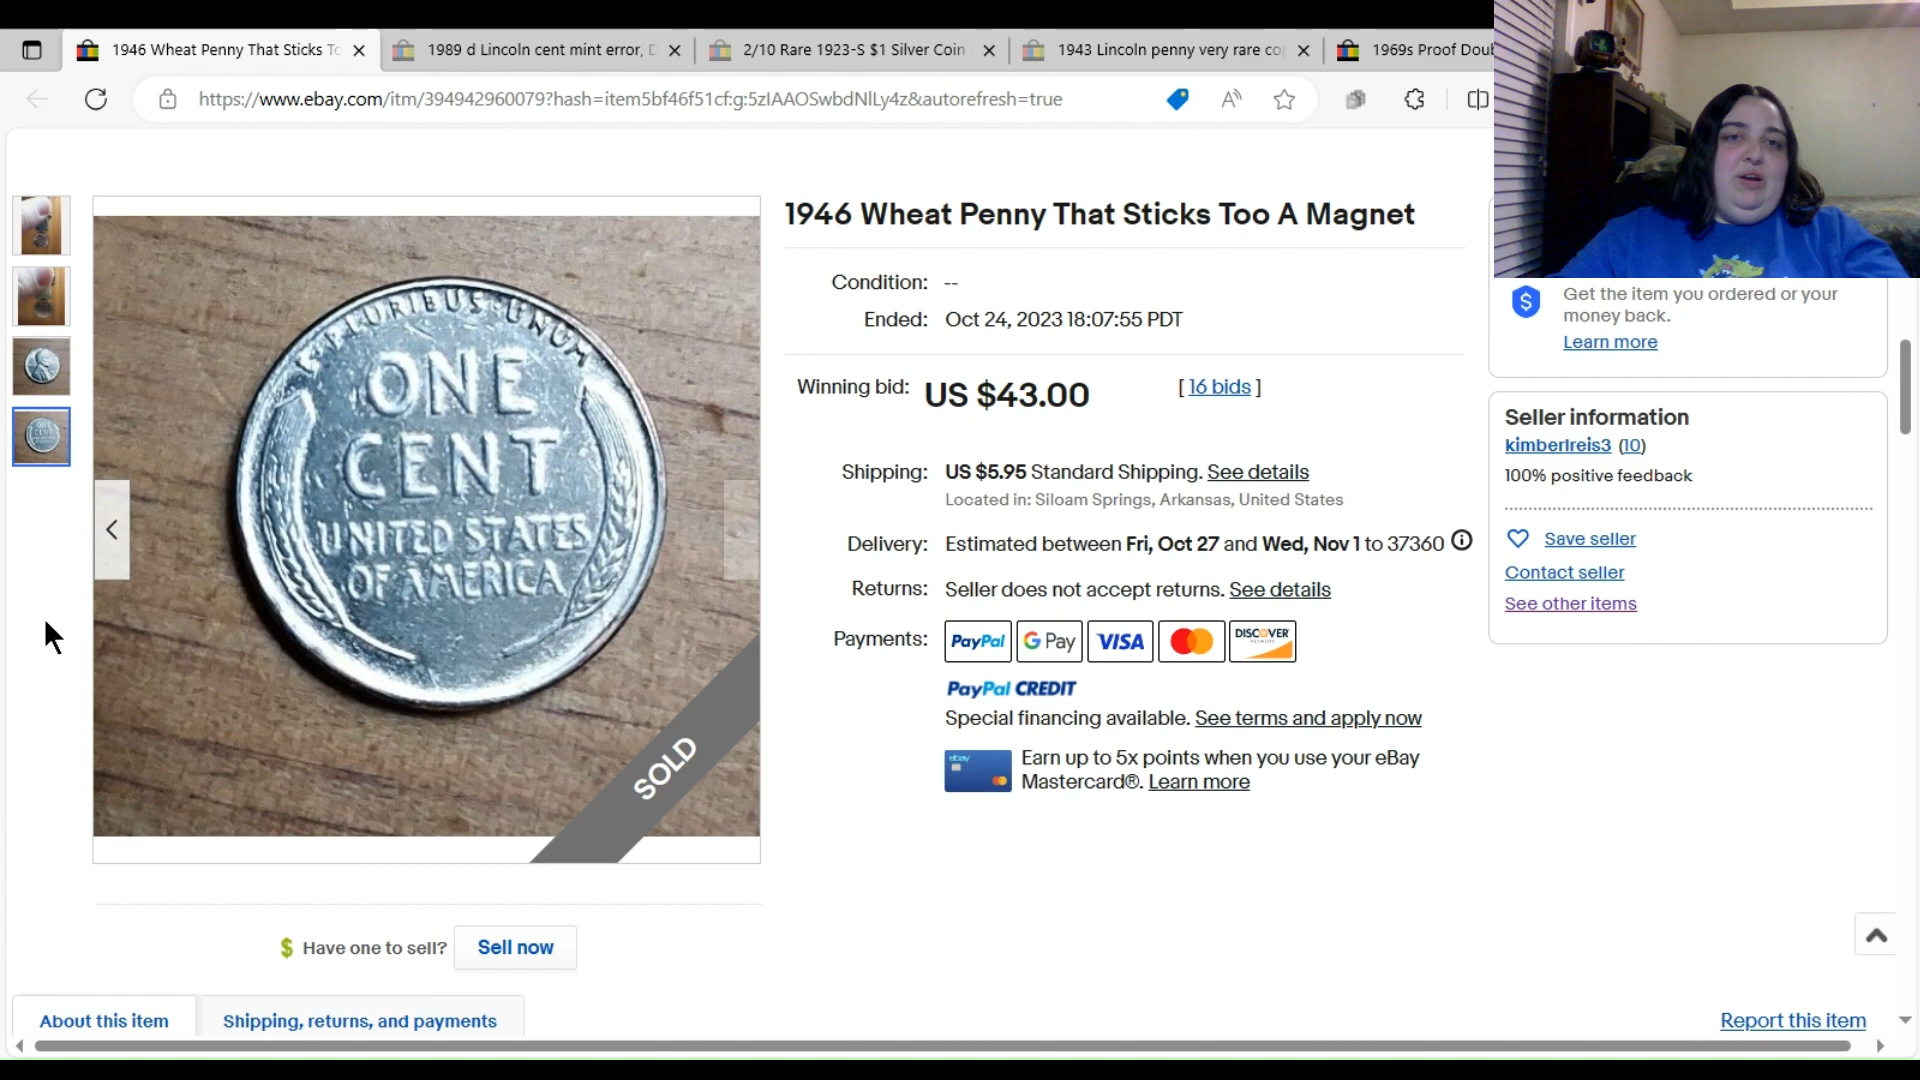 1946 Wheat Penny That Sticks To
1989 d Lincoln cent mint error, D
2/10 Rare 1923-S $1 Silver Coin
1943 Lincoln penny very rare co
1969s Proof Doub
https://www.ebay.com/itm/394942960079?hash=item5bf46f51cf:g:5zIAAOSwbdNlLy4z&autorefresh=true
E·PLURIBUS·UNUM
ONE
CENT
UNITED STATES
OF AMERICA
SOLD
1946 Wheat Penny That Sticks Too A Magnet
Condition: --
Ended: Oct 24, 2023 18:07:55 PDT
Winning bid: US $43.00 [ 16 bids ]
Shipping: US $5.95 Standard Shipping. See details
Located in: Siloam Springs, Arkansas, United States
Delivery: Estimated between Fri, Oct 27 and Wed, Nov 1 to 37360
Returns: Seller does not accept returns. See details
Payments: PayPal G Pay VISA DISCOVER
PayPal CREDIT
Special financing available. See terms and apply now
ebay
Earn up to 5x points when you use your eBay
Mastercard®. Learn more
Get the item you ordered or your
money back.
Learn more
Seller information
kimberlreis3 (10)
100% positive feedback
Save seller
Contact seller
See other items
$ Have one to sell? Sell now
About this item
Shipping, returns, and payments
Report this item